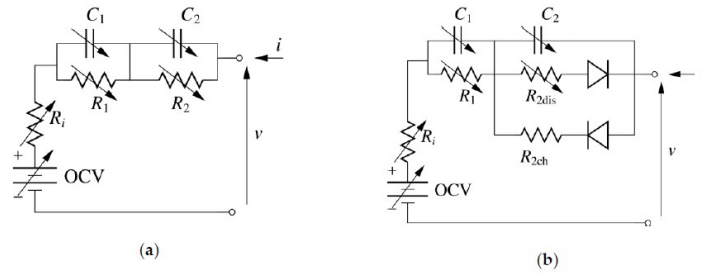 C₁ C₂
i
R₁ R₂
Rᵢ
v
+
OCV
(a)
C₁ C₂
R₁ R₂dis
Rᵢ
R₂ch
v
+
OCV
(b)